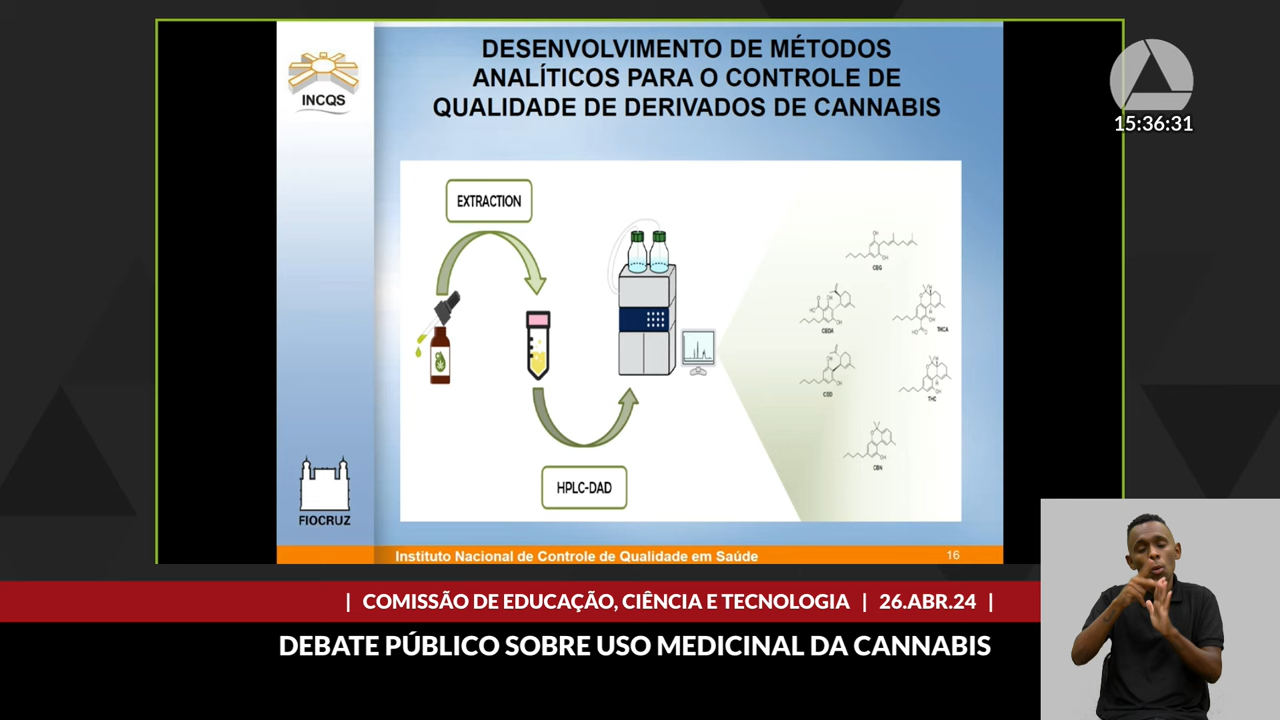 DESENVOLVIMENTO DE MÉTODOS
ANALÍTICOS PARA O CONTROLE DE
QUALIDADE DE DERIVADOS DE CANNABIS
INCQS
15:36:31
EXTRACTION
CBG
CBDA
THCA
CBD
THC
CBN
HPLC-DAD
FIOCRUZ
Instituto Nacional de Controle de Qualidade em Saúde
16
| COMISSÃO DE EDUCAÇÃO, CIÊNCIA E TECNOLOGIA | 26.ABR.24 |
DEBATE PÚBLICO SOBRE USO MEDICINAL DA CANNABIS